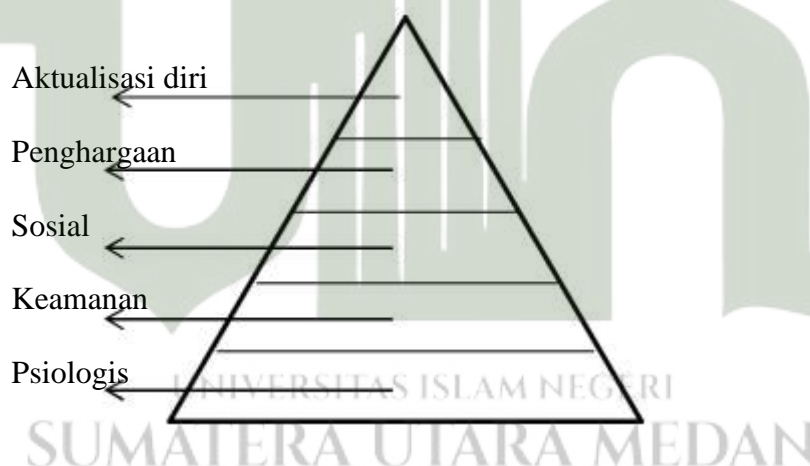 Aktualisasi diri
Penghargaan
Sosial
Keamanan
Psiologis
UNIVERSITAS ISLAM NEGERI
SUMATERA UTARA MEDAN